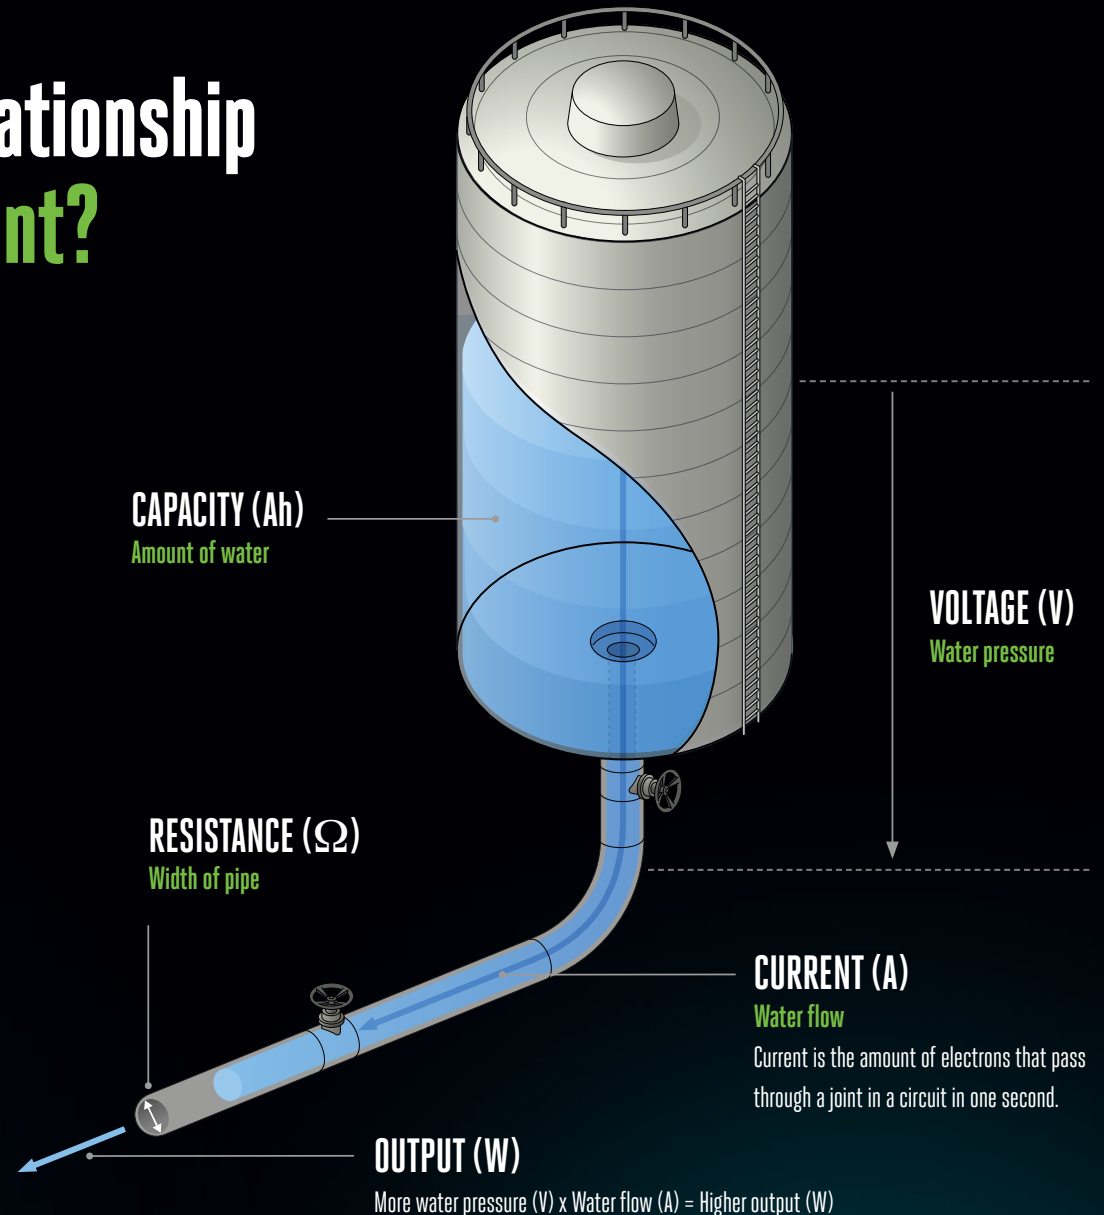 ationship
nt?
CAPACITY (Ah)
Amount of water
VOLTAGE (V)
Water pressure
RESISTANCE (Ω)
Width of pipe
CURRENT (A)
Water flow
Current is the amount of electrons that pass
through a joint in a circuit in one second.
OUTPUT (W)
More water pressure (V) x Water flow (A) = Higher output (W)